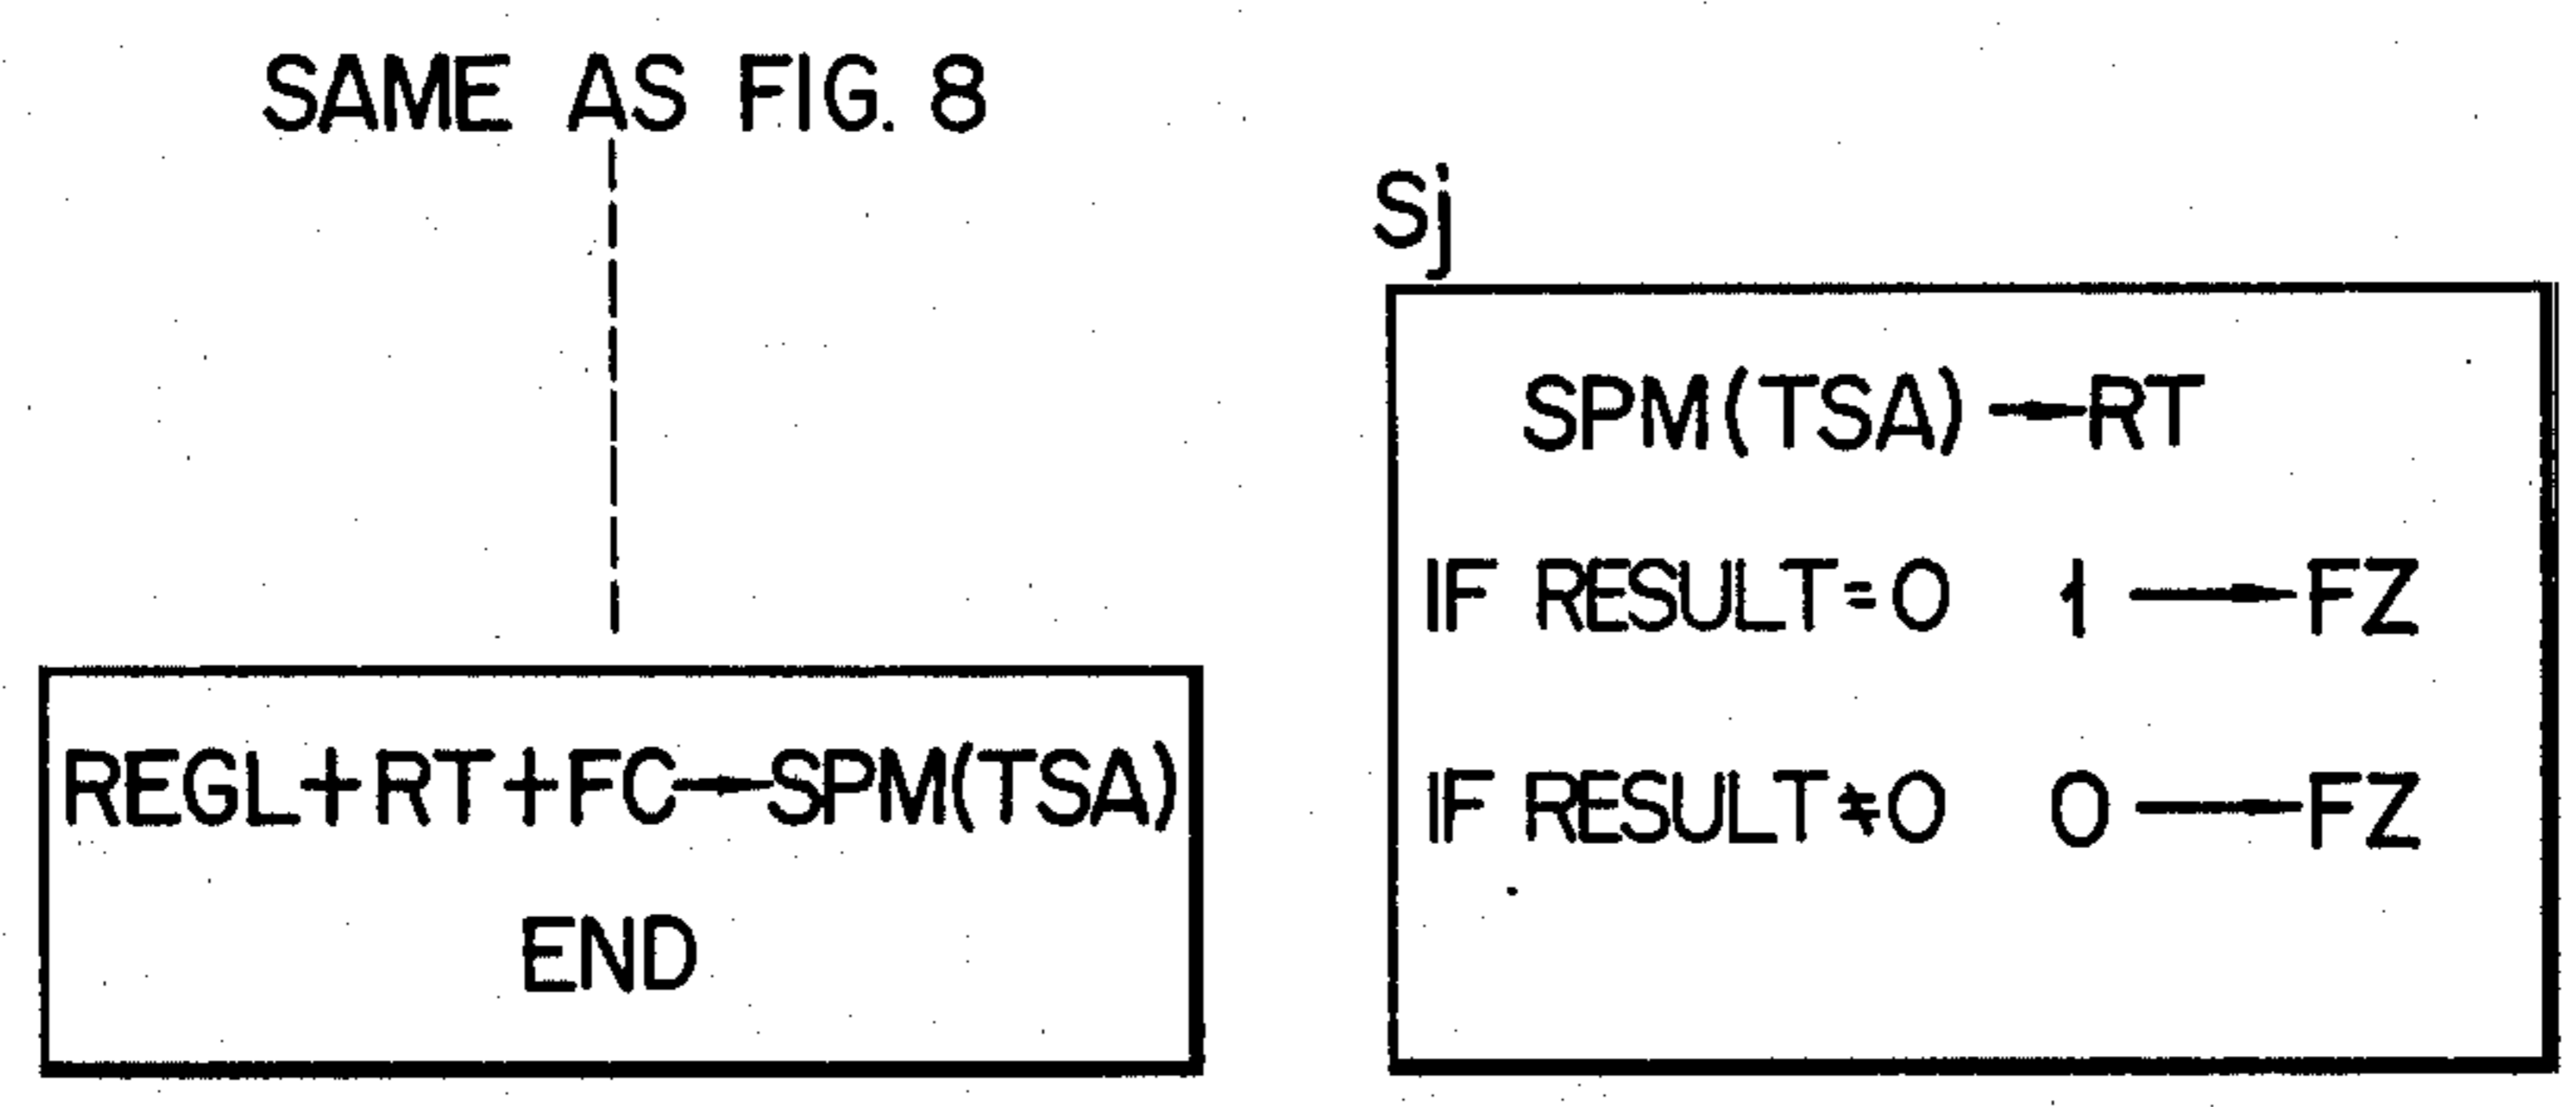 SAME AS FIG. 8
REGL+RT+FC→SPM(TSA)
END
Sj
SPM(TSA)→RT
IF RESULT=0 1→FZ
IF RESULT≠0 0→FZ